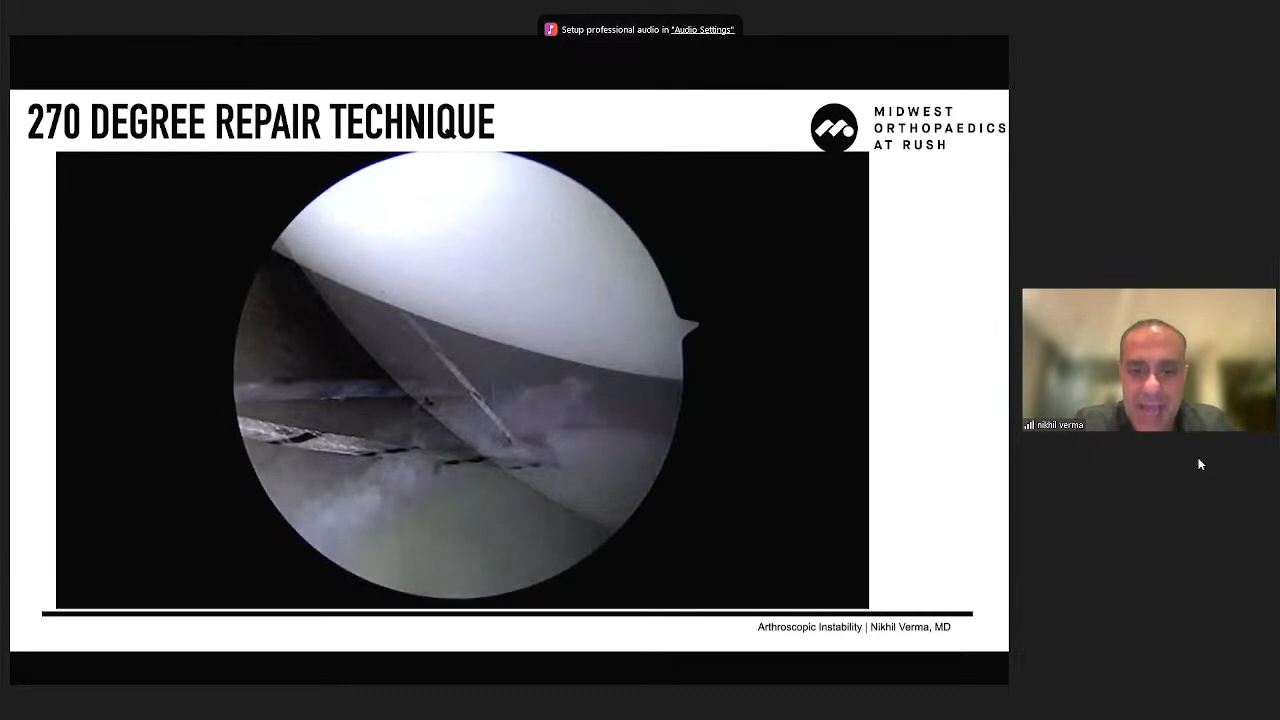 Setup professional audio in "Audio Settings"
270 DEGREE REPAIR TECHNIQUE
MIDWEST
ORTHOPAEDICS
AT RUSH
nikhil verma
Arthroscopic Instability | Nikhil Verma, MD